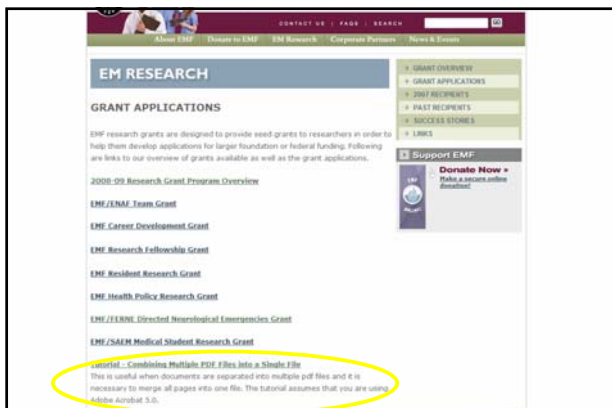 CONTACT US | FAQS | SEARCH GO
About EMF Donate to EMF EM Research Corporate Partners News & Events
EM RESEARCH
GRANT APPLICATIONS
EMF research grants are designed to provide seed grants to researchers in order to
help them develop applications for larger foundation or federal funding. Following
are links to our overview of grants available as well as the grant applications.
2008-09 Research Grant Program Overview
EMF/ENAF Team Grant
EMF Career Development Grant
EMF Research Fellowship Grant
EMF Resident Research Grant
EMF Health Policy Research Grant
EMF/FERNE Directed Neurological Emergencies Grant
EMF/SAEM Medical Student Research Grant
Tutorial - Combining Multiple PDF Files into a Single File
This is useful when documents are separated into multiple pdf files and it is
necessary to merge all pages into one file. The tutorial assumes that you are using
Adobe Acrobat 5.0.
GRANT OVERVIEW
GRANT APPLICATIONS
2007 RECIPIENTS
PAST RECIPIENTS
SUCCESS STORIES
LINKS
Support EMF
Donate Now »
Make a secure online
donation!